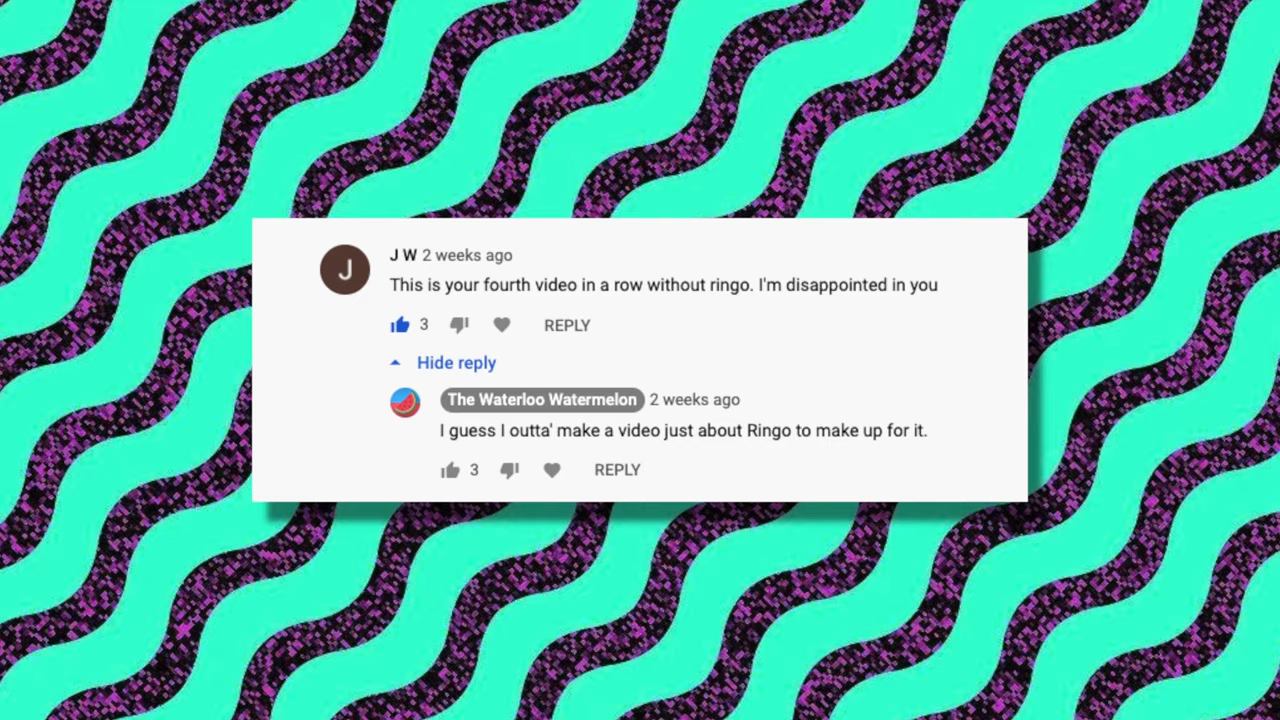 J
J W 2 weeks ago
This is your fourth video in a row without ringo. I'm disappointed in you
3 REPLY
Hide reply
The Waterloo Watermelon 2 weeks ago
I guess I outta' make a video just about Ringo to make up for it.
3 REPLY